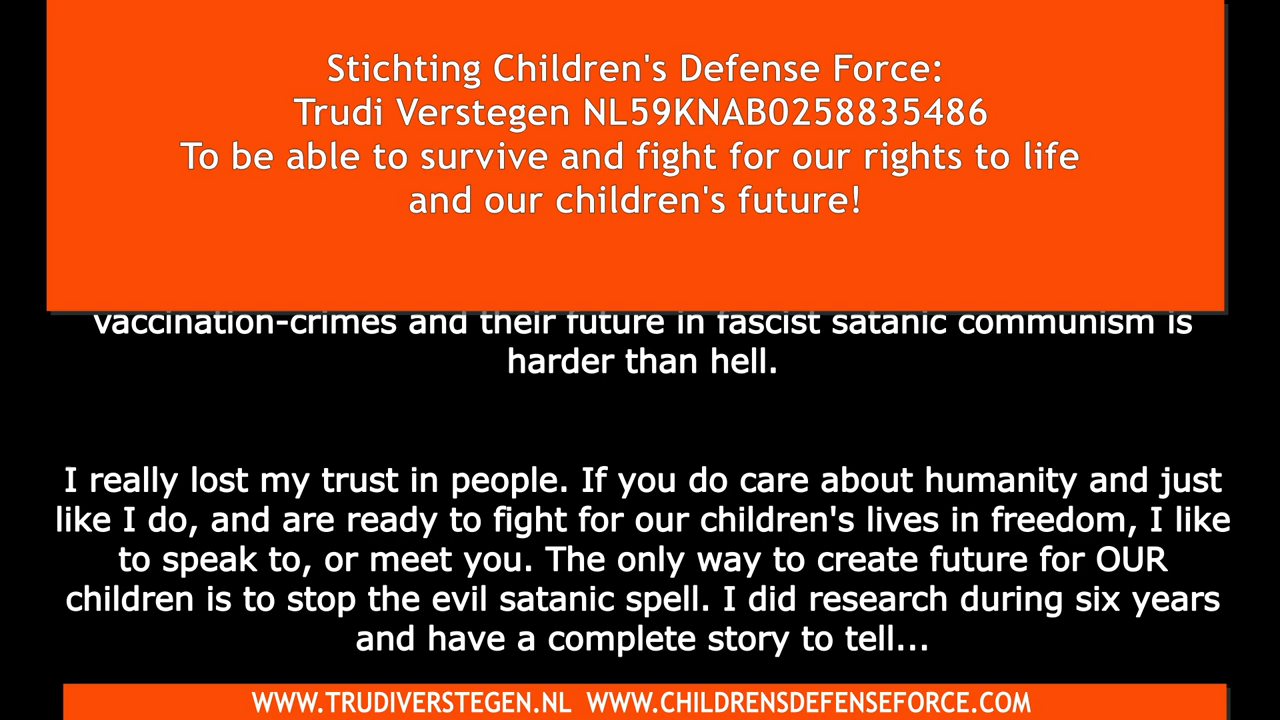 Stichting Children's Defense Force:
Trudi Verstegen NL59KNAB0258835486
To be able to survive and fight for our rights to life
and our children's future!
vaccination-crimes and their future in fascist satanic communism is
harder than hell.
I really lost my trust in people. If you do care about humanity and just
like I do, and are ready to fight for our children's lives in freedom, I like
to speak to, or meet you. The only way to create future for OUR
children is to stop the evil satanic spell. I did research during six years
and have a complete story to tell...
WWW.TRUDIVERSTEGEN.NL WWW.CHILDRENSDEFENSEFORCE.COM